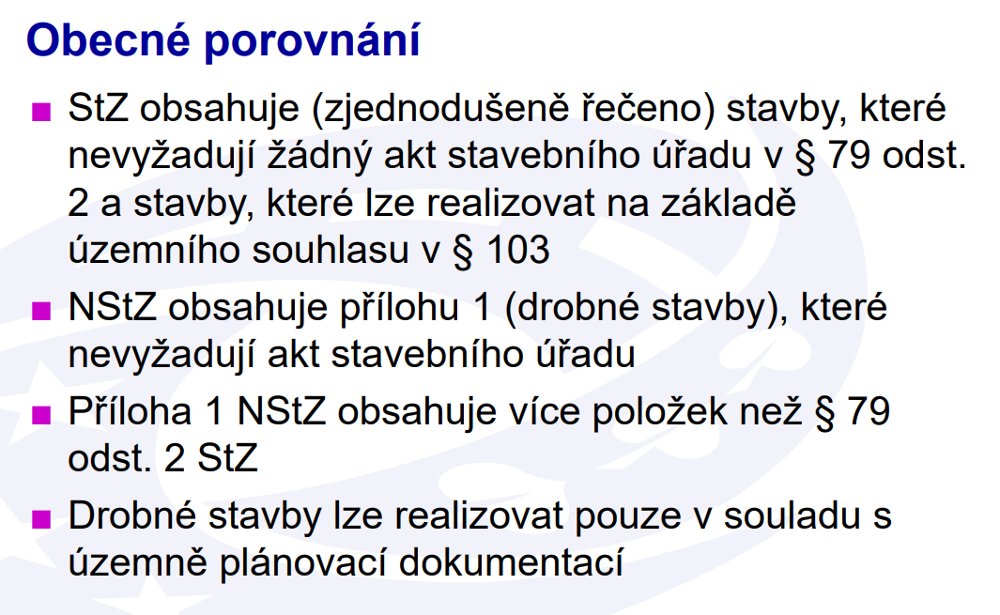 Obecné porovnání
■ StZ obsahuje (zjednodušeně řečeno) stavby, které
nevyžadují žádný akt stavebního úřadu v § 79 odst.
2 a stavby, které lze realizovat na základě
územního souhlasu v § 103
■ NStZ obsahuje přílohu 1 (drobné stavby), které
nevyžadují akt stavebního úřadu
■ Příloha 1 NStZ obsahuje více položek než § 79
odst. 2 StZ
■ Drobné stavby lze realizovat pouze v souladu s
územně plánovací dokumentací